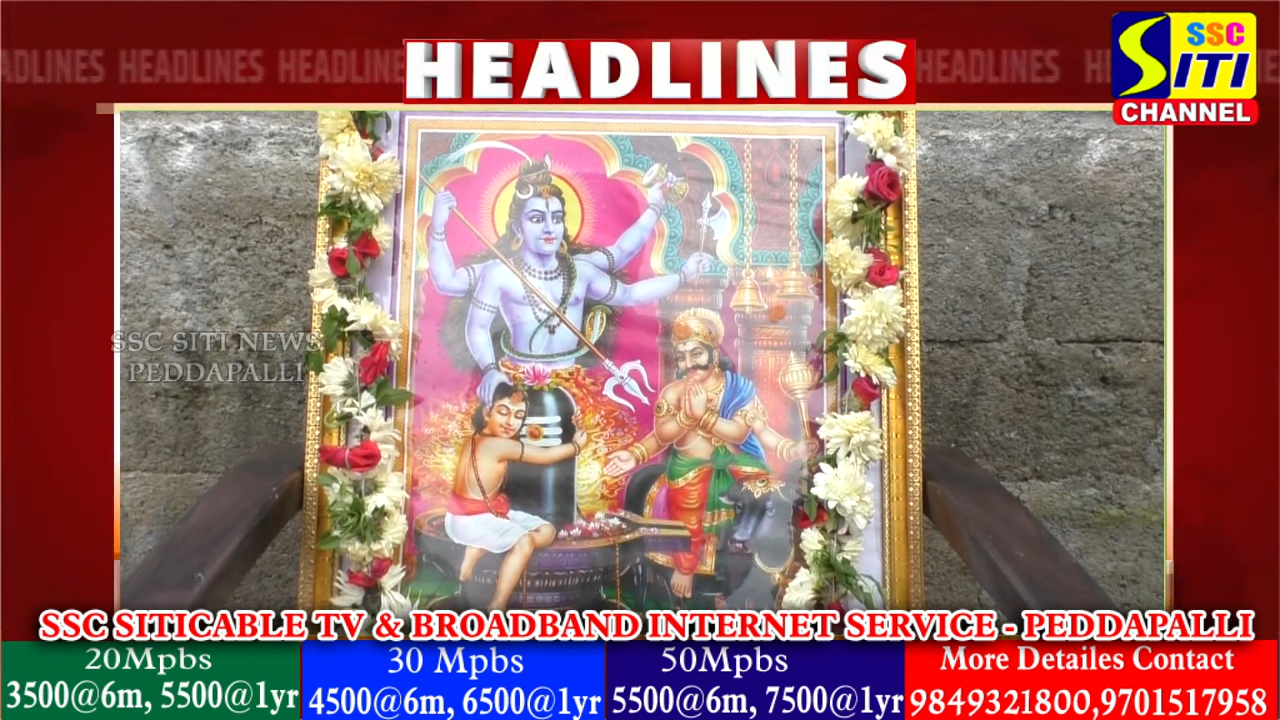 ADLINES HEADLINES HEADLINE
HEADLINES
HEADLINES
SSC
SITI
CHANNEL
SSC SITI NEWS
PEDDAPALLI
SSC SITICABLE TV & BROADBAND INTERNET SERVICE - PEDDAPALLI
20Mpbs
3500@6m, 5500@1yr
30 Mpbs
4500@6m, 6500@1yr
50Mpbs
5500@6m, 7500@1yr
More Detailes Contact
9849321800,9701517958